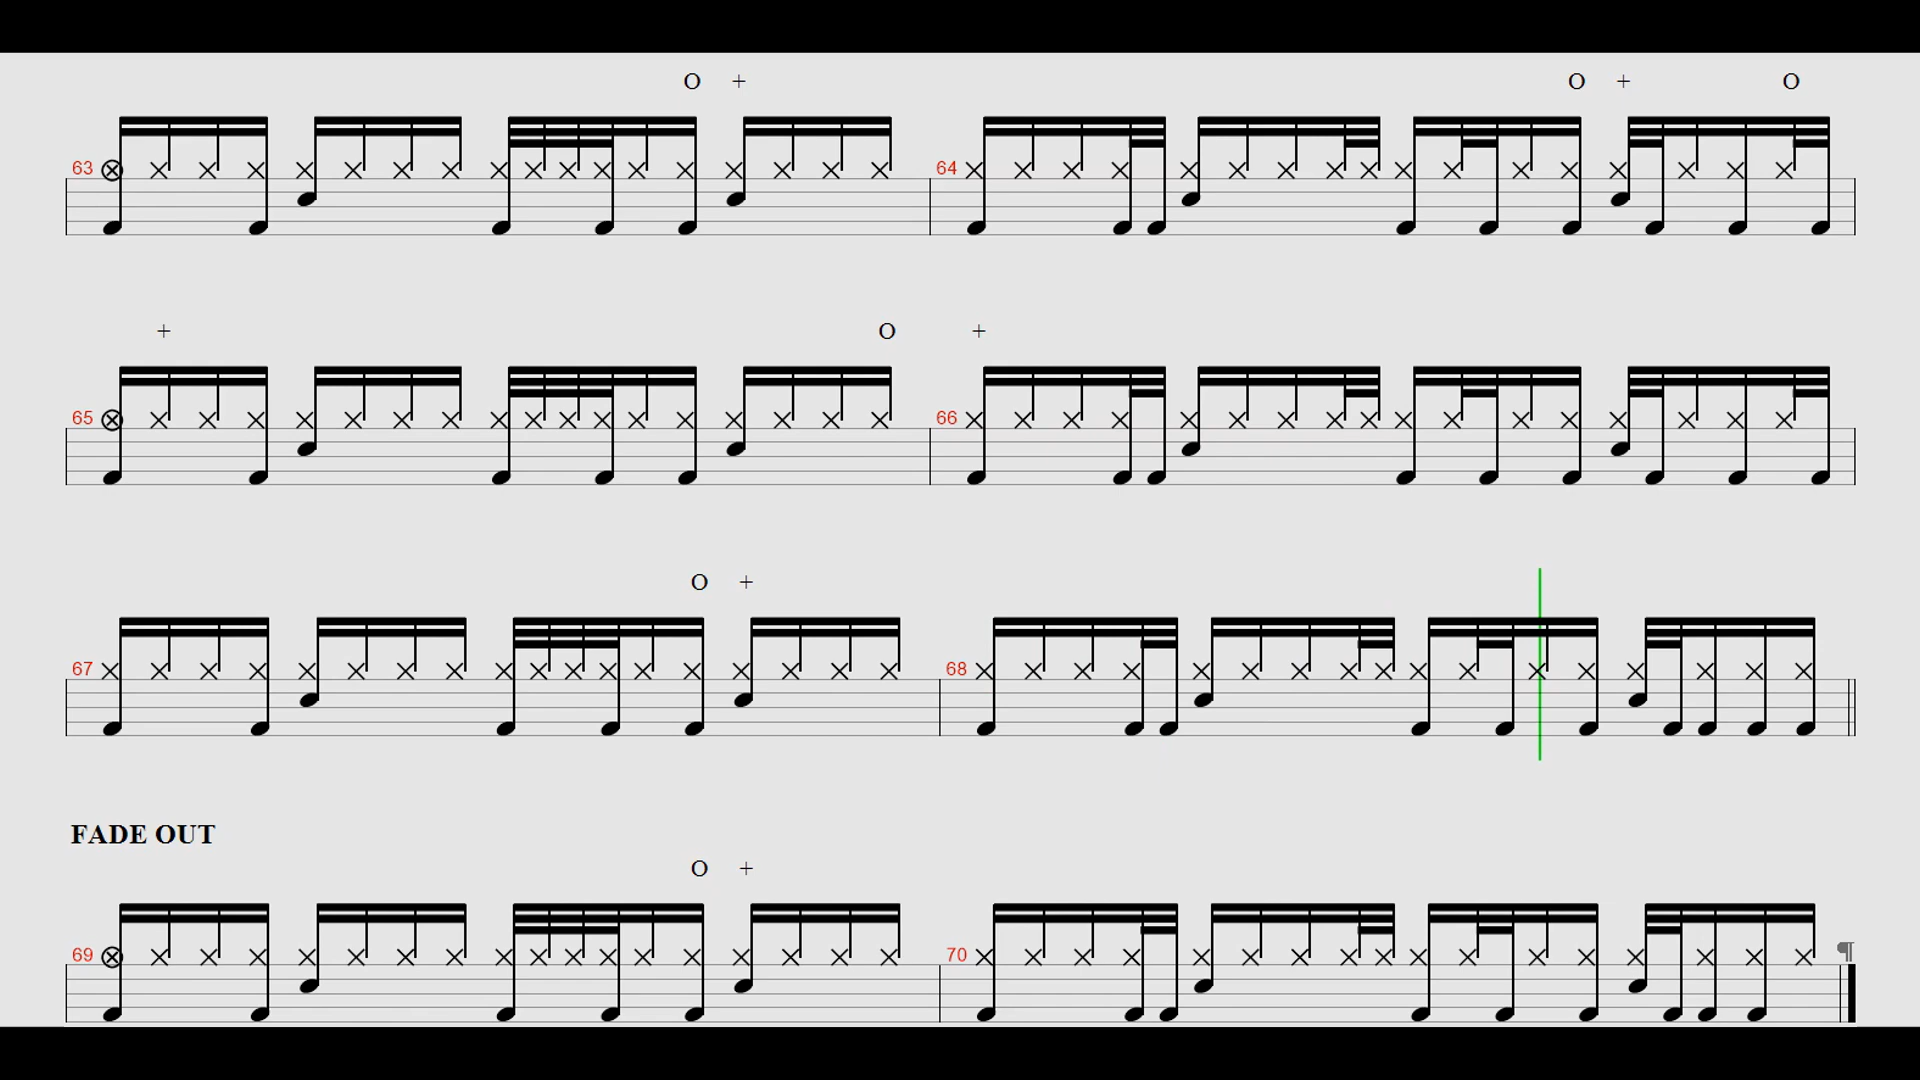 O + O + O
63 64
+ O +
65 66
O +
67 68
FADE OUT
O +
69 70 ¶